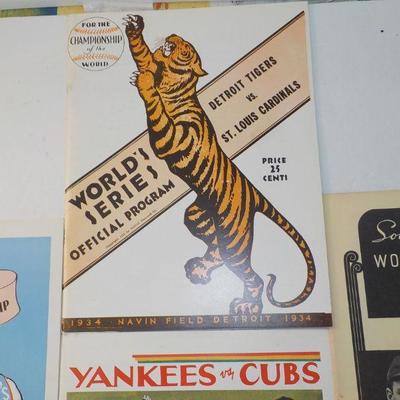 FOR THE
CHAMPIONSHIP
of the
WORLD
DETROIT TIGERS
VS.
ST. LOUIS CARDINALS
WORLD'S
SERIES
OFFICIAL PROGRAM
PRICE
25
CENTS
1934 NAVIN FIELD DETROIT 1934
YANKEES vs CUBS
WO